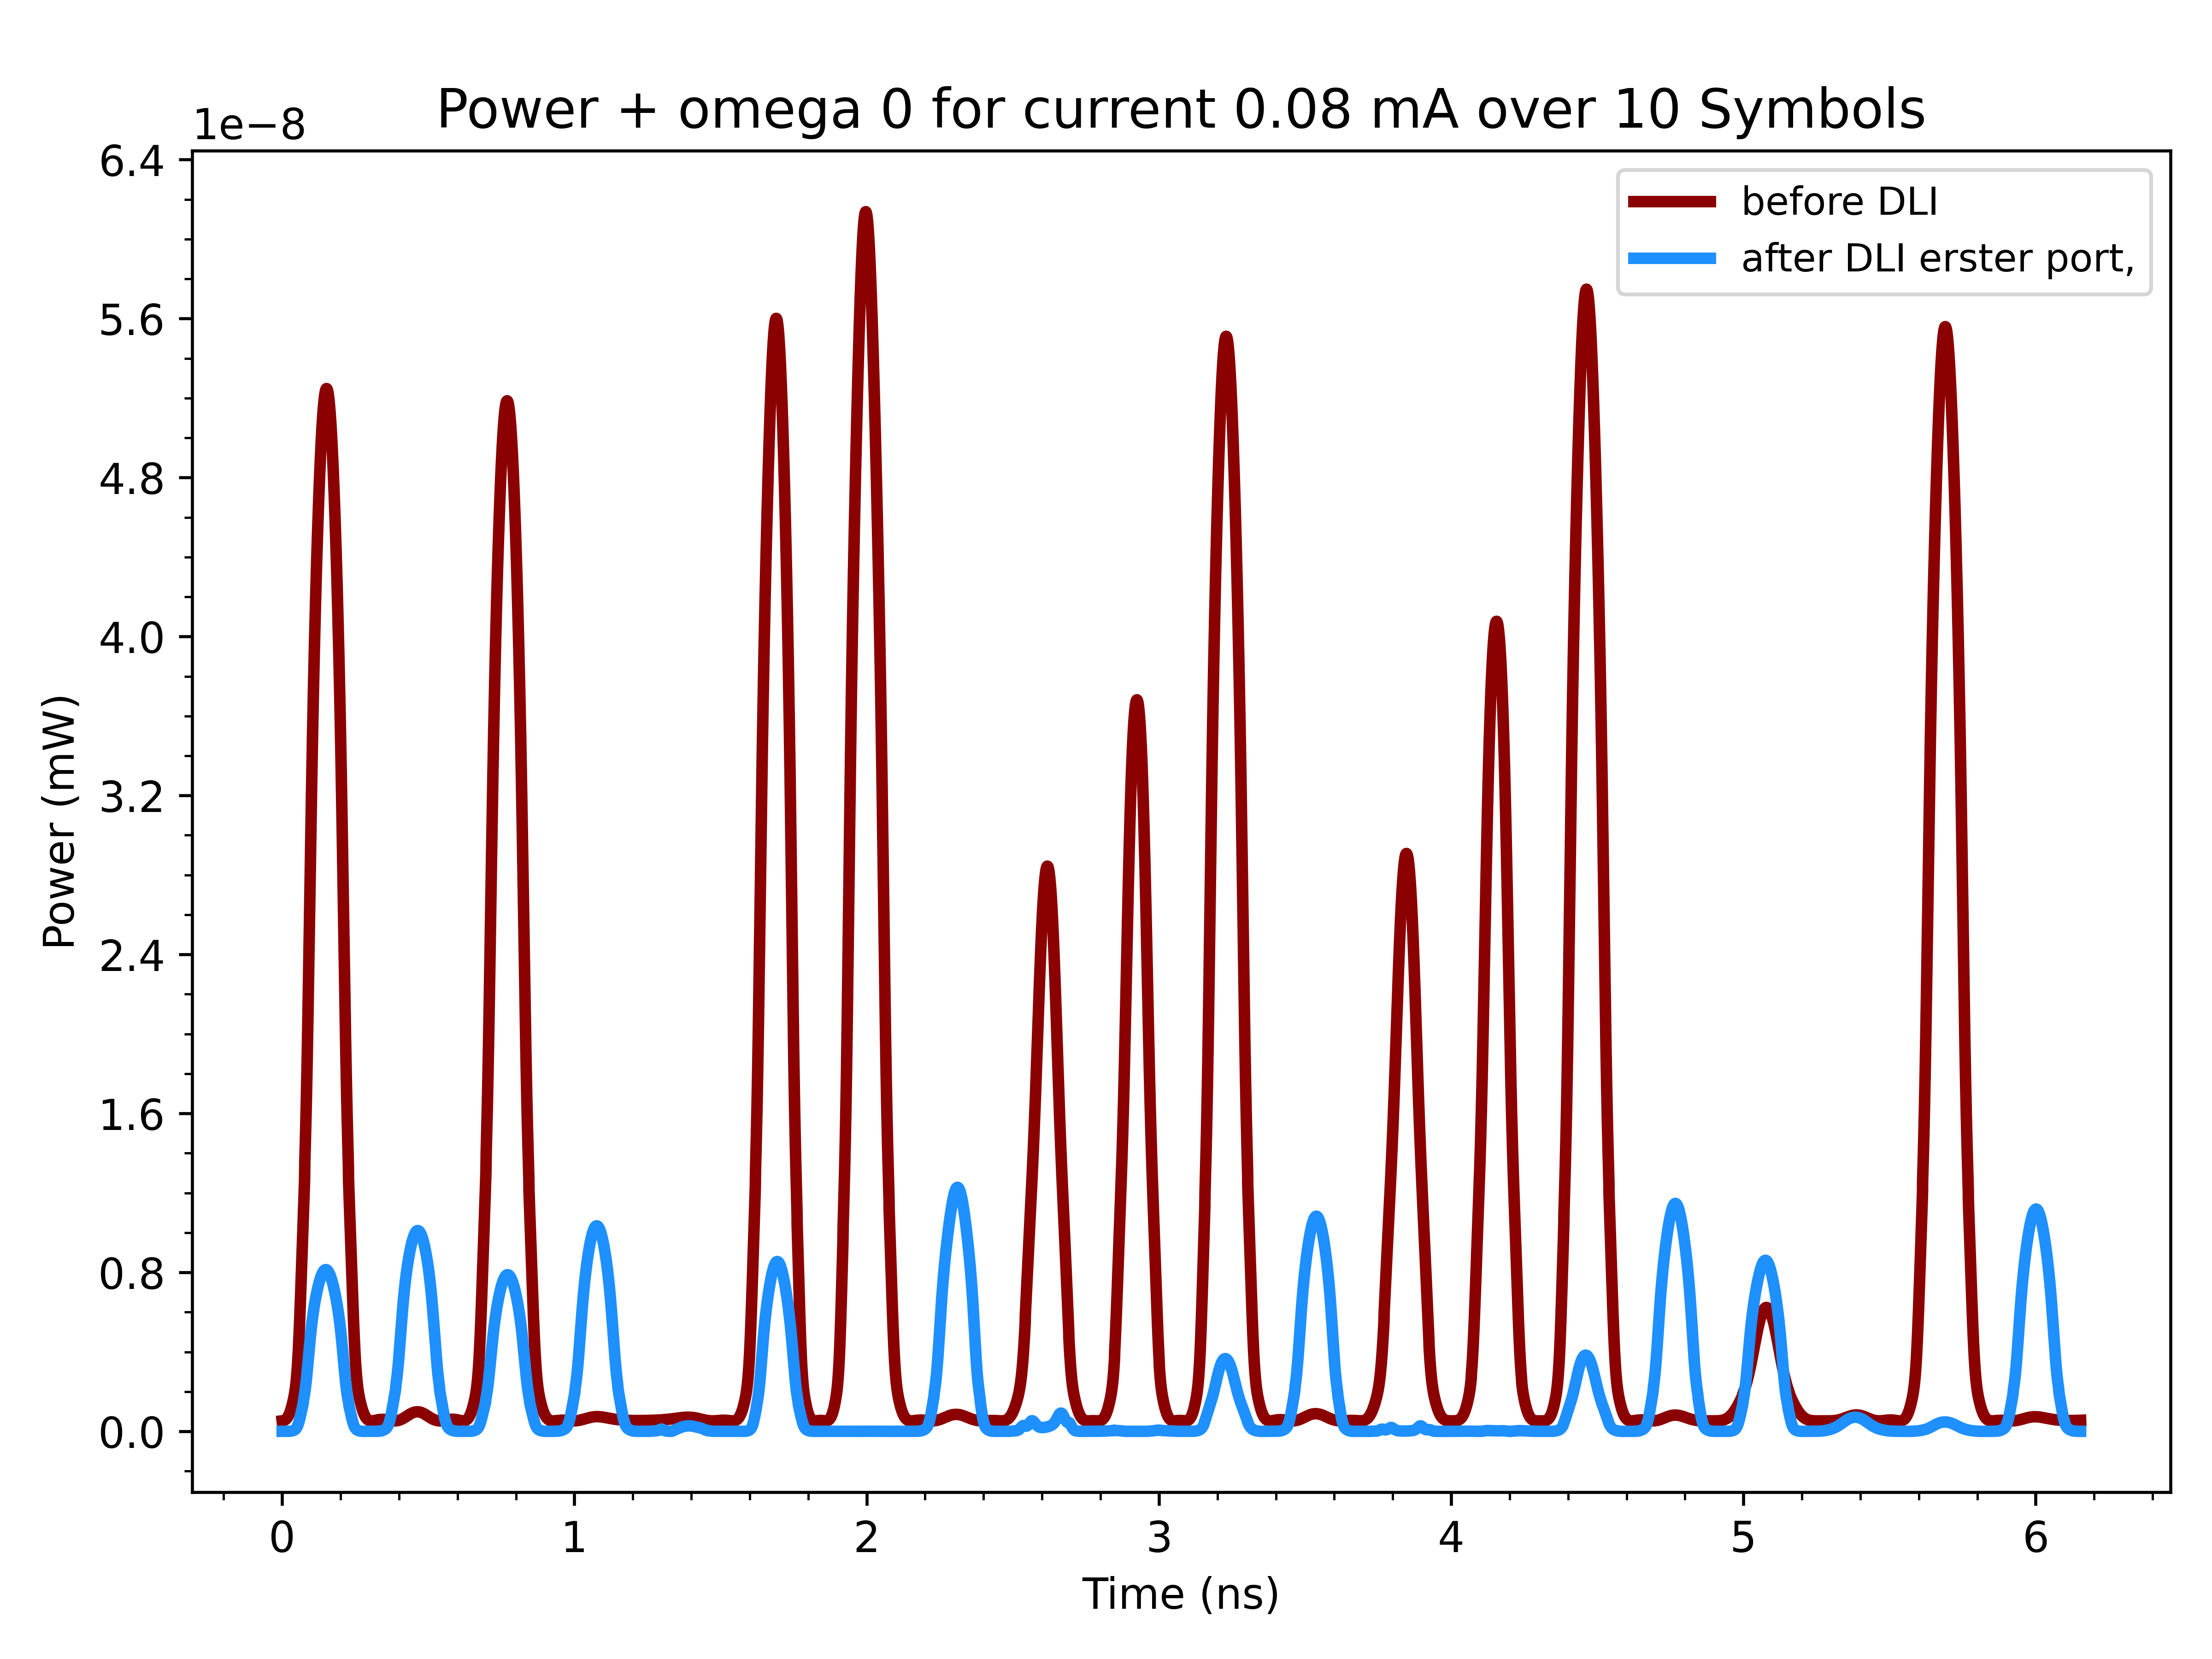 Power + omega 0 for current 0.08 mA over 10 Symbols
1e−8
6.4
5.6
4.8
4.0
3.2
2.4
1.6
0.8
0.0
Power (mW)
before DLI
after DLI erster port,
0 1 2 3 4 5 6
Time (ns)